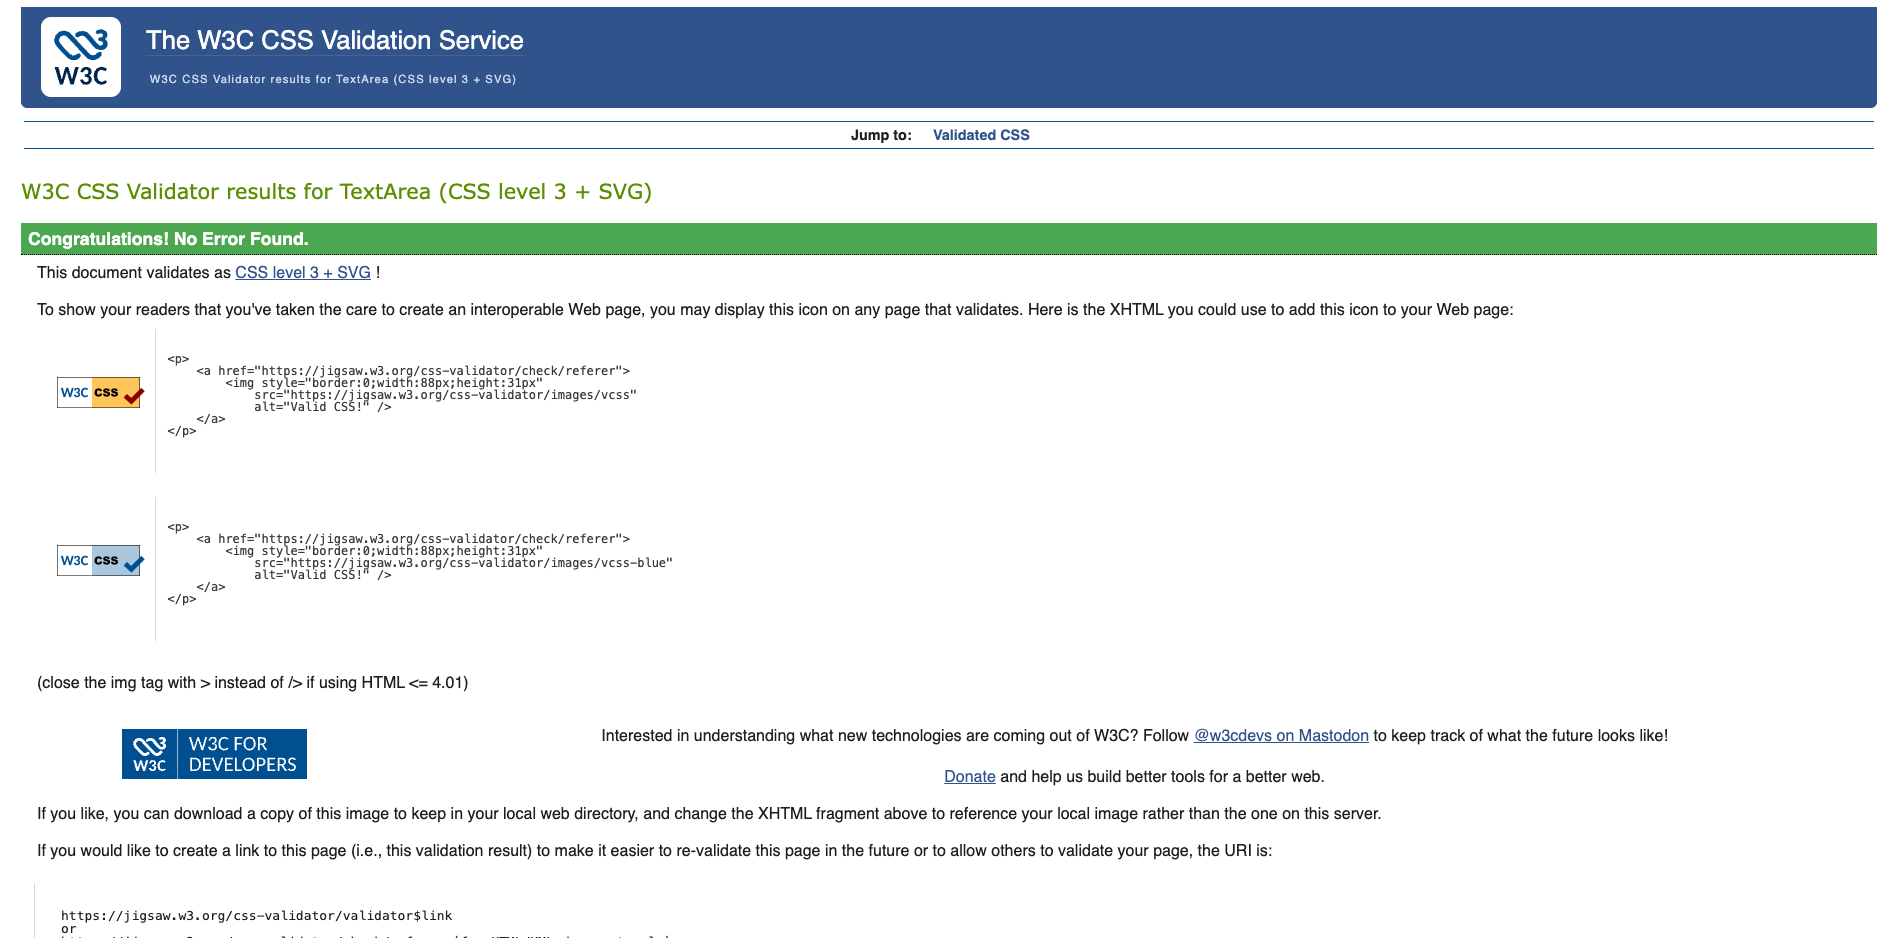 W3C
The W3C CSS Validation Service
W3C CSS Validator results for TextArea (CSS level 3 + SVG)
Jump to: Validated CSS
W3C CSS Validator results for TextArea (CSS level 3 + SVG)
Congratulations! No Error Found.
This document validates as CSS level 3 + SVG !
To show your readers that you've taken the care to create an interoperable Web page, you may display this icon on any page that validates. Here is the XHTML you could use to add this icon to your Web page:
W3C css
<p>
<a href="https://jigsaw.w3.org/css-validator/check/referer">
<img style="border:0;width:88px;height:31px"
src="https://jigsaw.w3.org/css-validator/images/vcss"
alt="Valid CSS!" />
</a>
</p>
W3C css
<p>
<a href="https://jigsaw.w3.org/css-validator/check/referer">
<img style="border:0;width:88px;height:31px"
src="https://jigsaw.w3.org/css-validator/images/vcss-blue"
alt="Valid CSS!" />
</a>
</p>
(close the img tag with > instead of /> if using HTML <= 4.01)
W3C
W3C FOR
DEVELOPERS
Interested in understanding what new technologies are coming out of W3C? Follow @w3cdevs on Mastodon to keep track of what the future looks like!
Donate and help us build better tools for a better web.
If you like, you can download a copy of this image to keep in your local web directory, and change the XHTML fragment above to reference your local image rather than the one on this server.
If you would like to create a link to this page (i.e., this validation result) to make it easier to re-validate this page in the future or to allow others to validate your page, the URI is:
https://jigsaw.w3.org/css-validator/validator$link
or